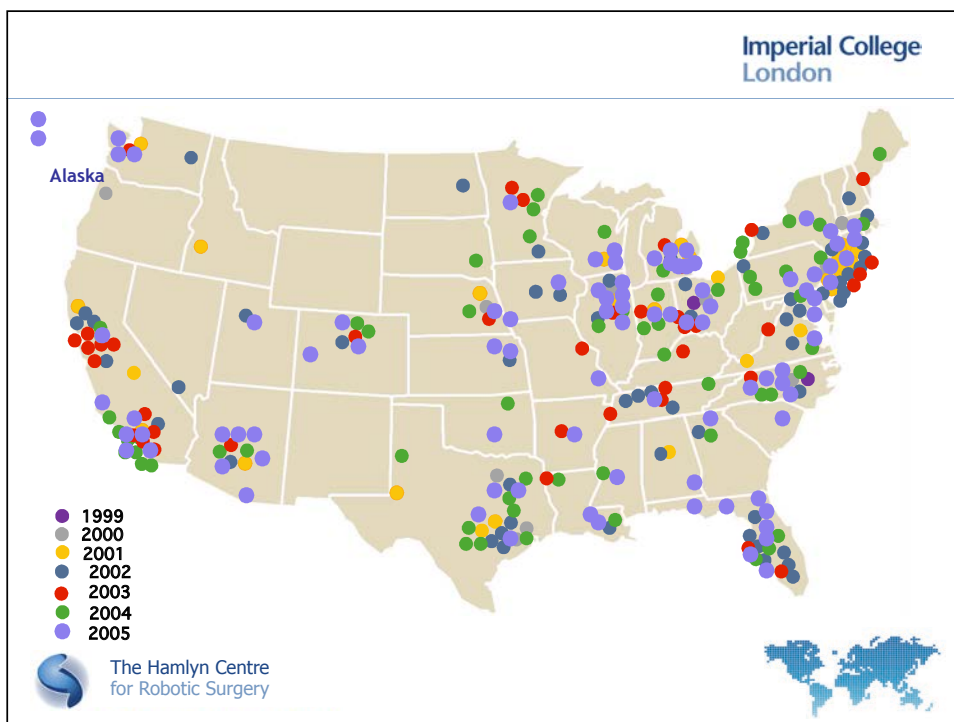 Imperial College
London
Alaska
1999
2000
2001
2002
2003
2004
2005
The Hamlyn Centre
for Robotic Surgery